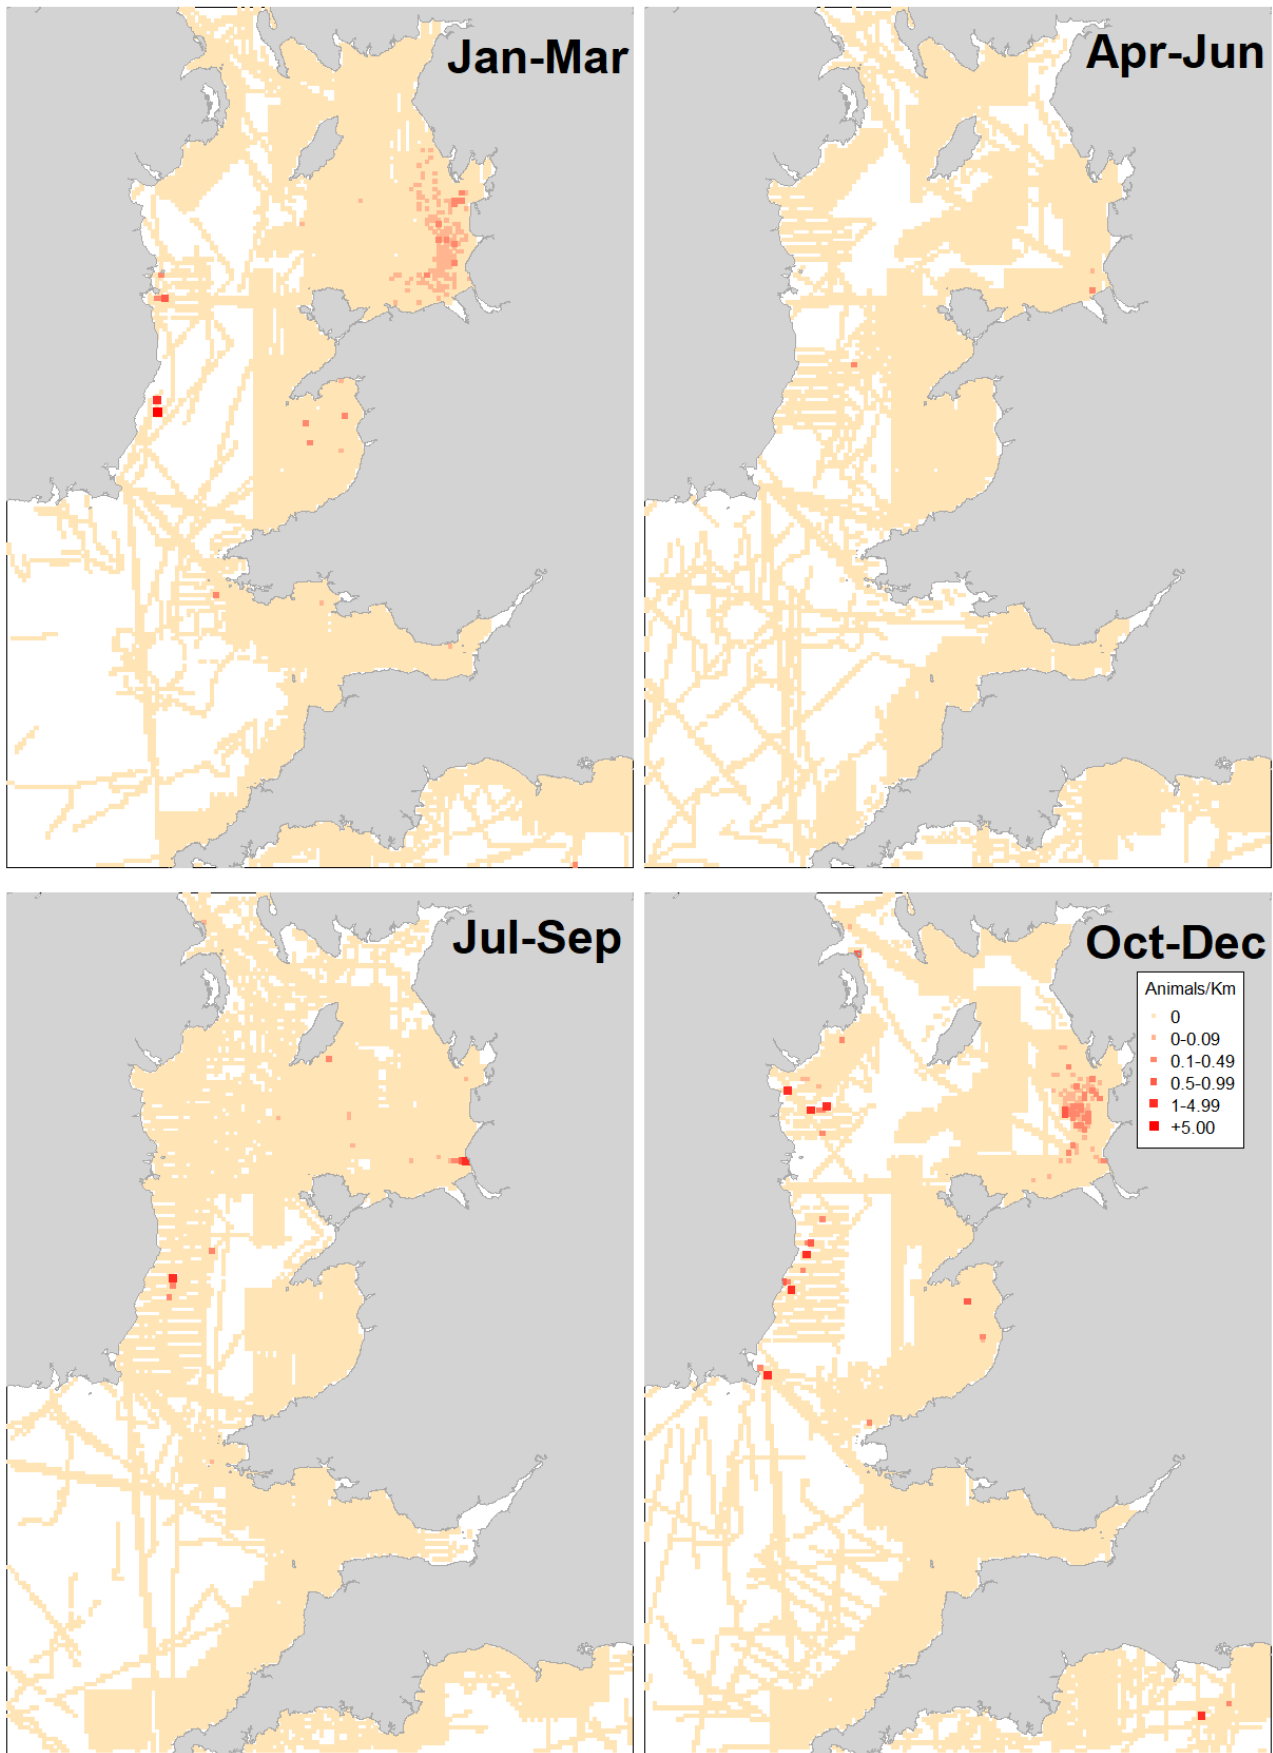 Jan-Mar
Apr-Jun
Jul-Sep
Oct-Dec
Animals/Km
0
0-0.09
0.1-0.49
0.5-0.99
1-4.99
+5.00